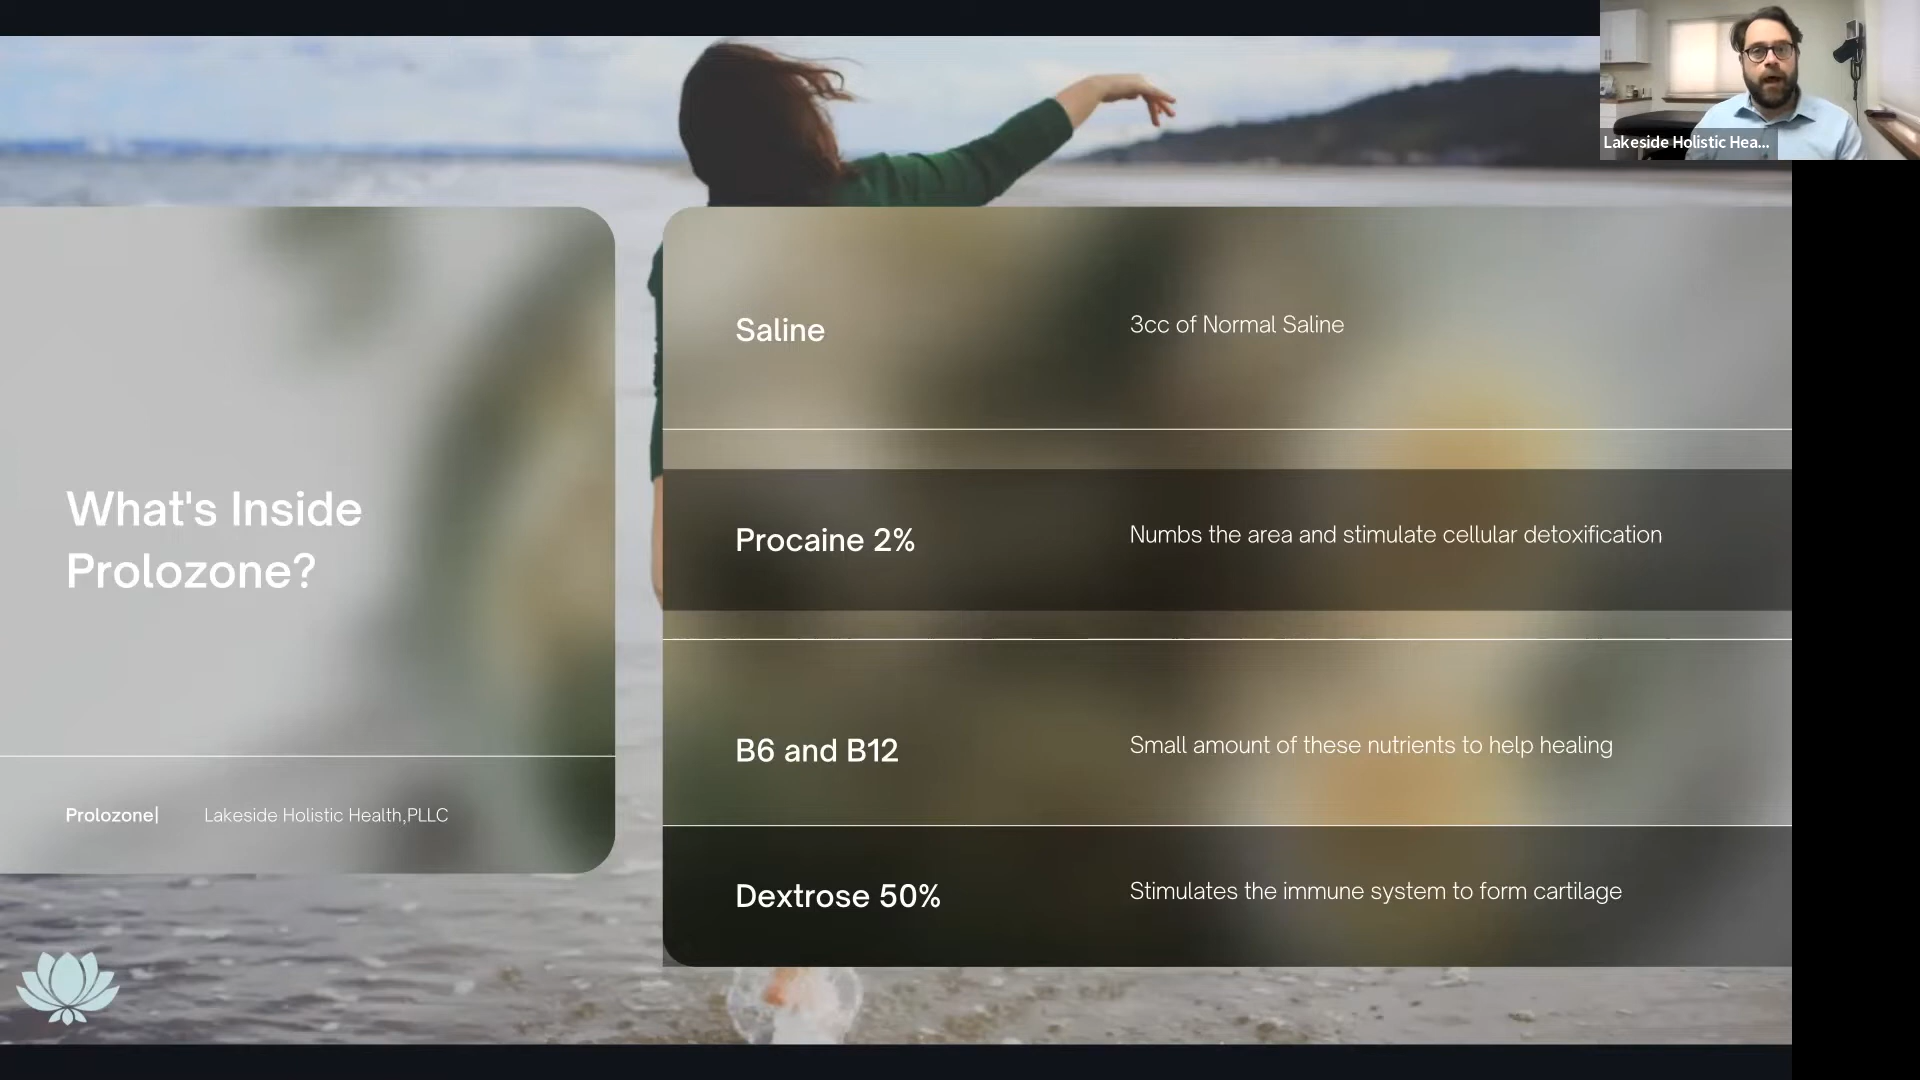 Lakeside Holistic Hea...
What's Inside
Prolozone?
Prolozone| Lakeside Holistic Health,PLLC
Saline 3cc of Normal Saline
Procaine 2% Numbs the area and stimulate cellular detoxification
B6 and B12 Small amount of these nutrients to help healing
Dextrose 50% Stimulates the immune system to form cartilage